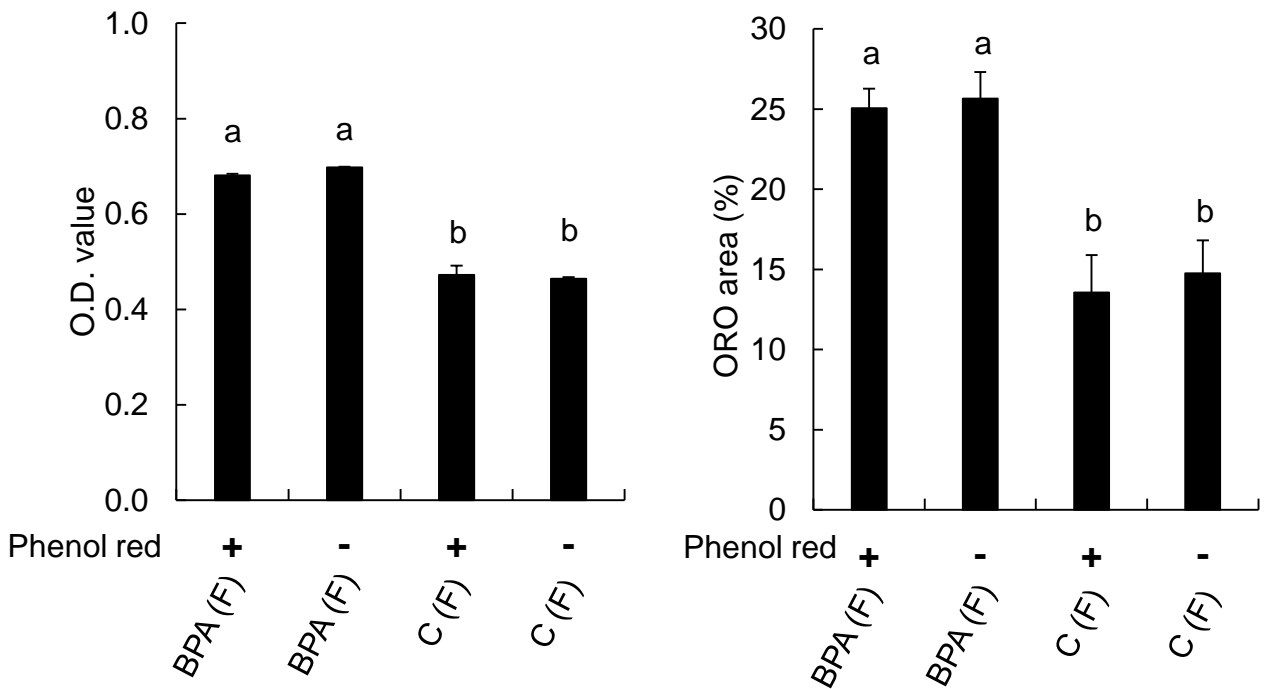 O.D. value
1.0
0.8
0.6
0.4
0.2
0.0
a
a
b
b
Phenol red + - + -
BPA (F)
BPA (F)
C (F)
C (F)
ORO area (%)
30
25
20
15
10
5
0
a
a
b
b
Phenol red + - + -
BPA (F)
BPA (F)
C (F)
C (F)